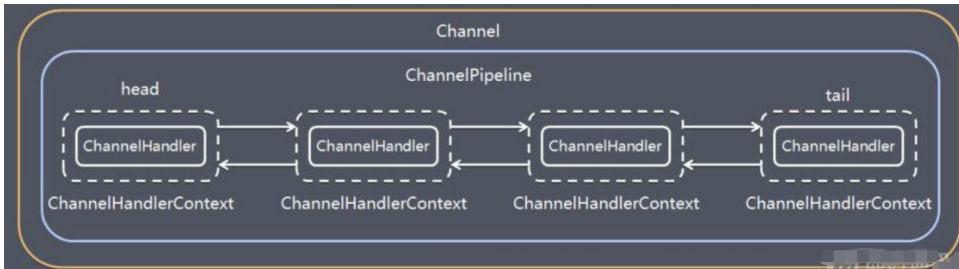 Channel
ChannelPipeline
head
tail
ChannelHandler
ChannelHandler
ChannelHandler
ChannelHandler
ChannelHandlerContext
ChannelHandlerContext
ChannelHandlerContext
ChannelHandlerContext